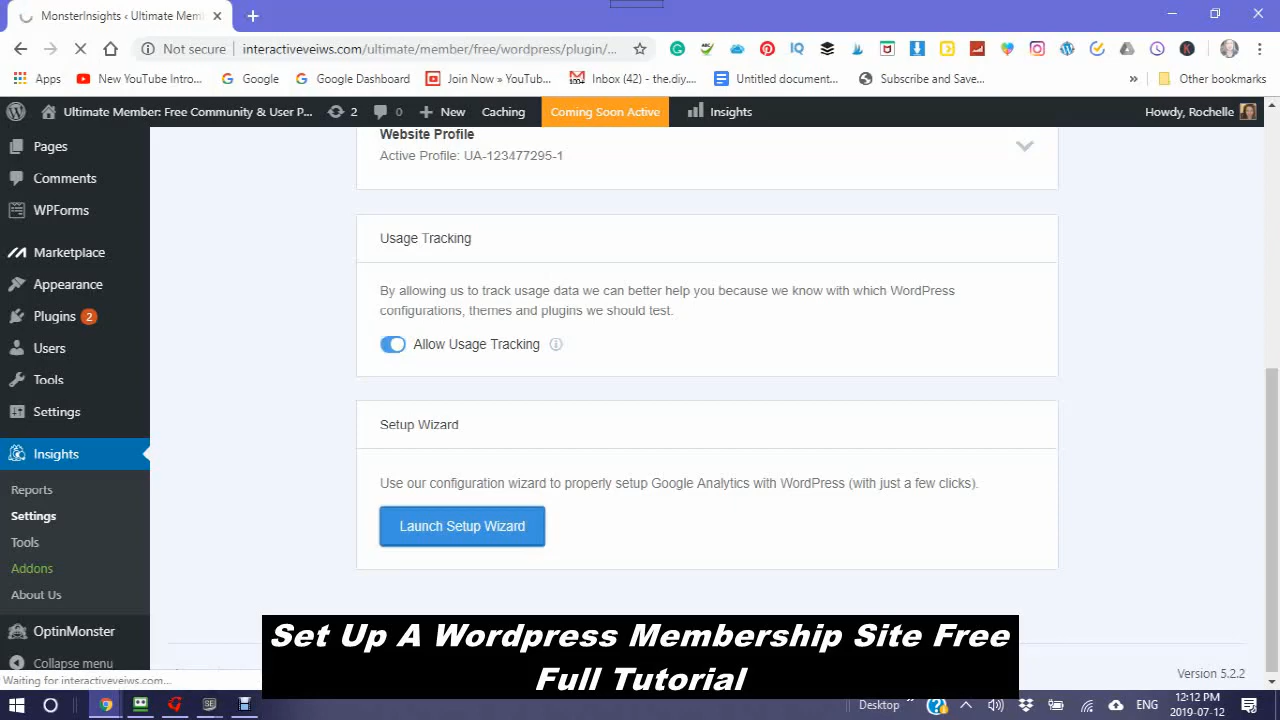 MonsterInsights ‹ Ultimate Mem
Not secure
interactiveveiws.com/ultimate/member/free/wordpress/plugin/...
Apps
New YouTube Intro...
Google
Google Dashboard
Join Now » YouTub...
Inbox (42) - the.diy....
Untitled document...
Subscribe and Save...
»
Other bookmarks
Ultimate Member: Free Community & User P...
2
0
New
Caching
Coming Soon Active
Insights
Howdy, Rochelle
Pages
Comments
WPForms
Marketplace
Appearance
Plugins 2
Users
Tools
Settings
Insights
Reports
Settings
Tools
Addons
About Us
OptinMonster
Collapse menu
Website Profile
Active Profile: UA-123477295-1
Usage Tracking
By allowing us to track usage data we can better help you because we know with which WordPress
configurations, themes and plugins we should test.
Allow Usage Tracking
Setup Wizard
Use our configuration wizard to properly setup Google Analytics with WordPress (with just a few clicks).
Launch Setup Wizard
Set Up A Wordpress Membership Site Free
Full Tutorial
Version 5.2.2
Waiting for interactiveveiws.com...
Desktop
ENG
12:12 PM
2019-07-12